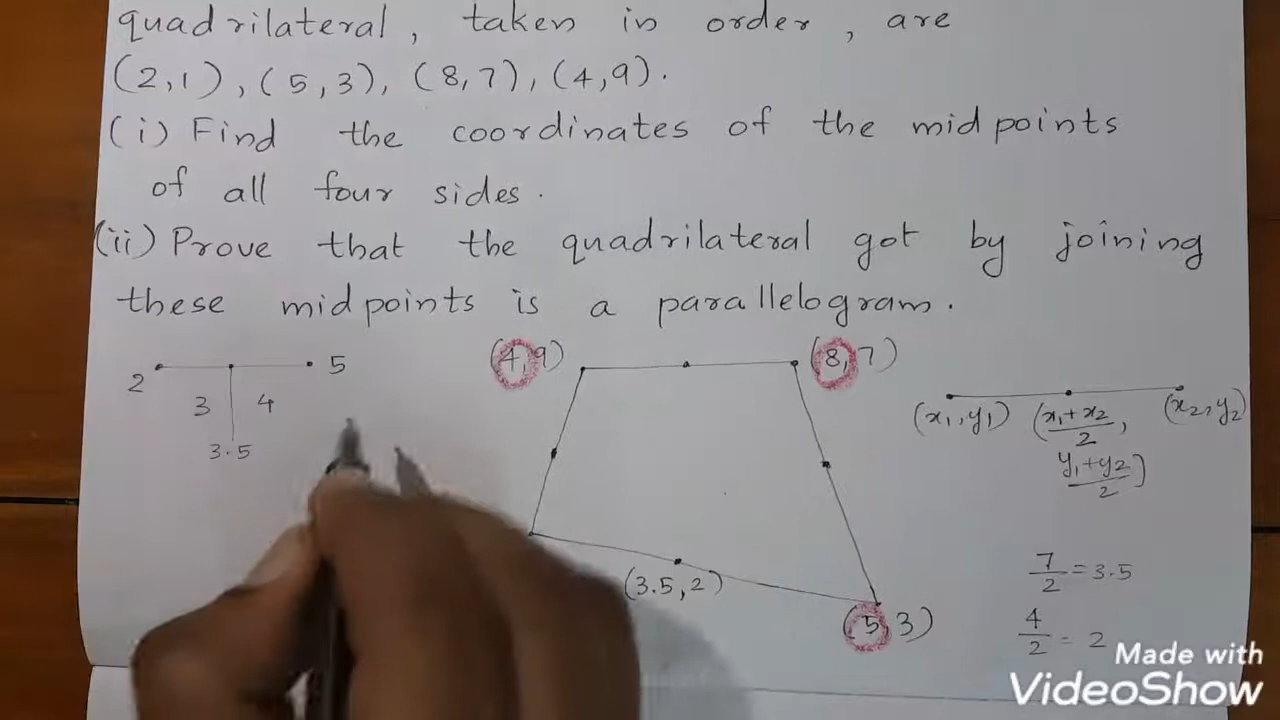 quadrilateral, taken in order, are
(2,1), (5,3), (8,7), (4,9).
(i) Find the coordinates of the midpoints
of all four sides.
(ii) Prove that the quadrilateral got by joining
these midpoints is a parallelogram.
2 5
3 4
3.5
(4,9) (8,7)
(3.5,2)
(5,3)
(x₁,y₁) (x₁+x₂/2, (x₂,y₂)
y₁+y₂/2)
7/2 = 3.5
4/2 = 2
Made with
VideoShow